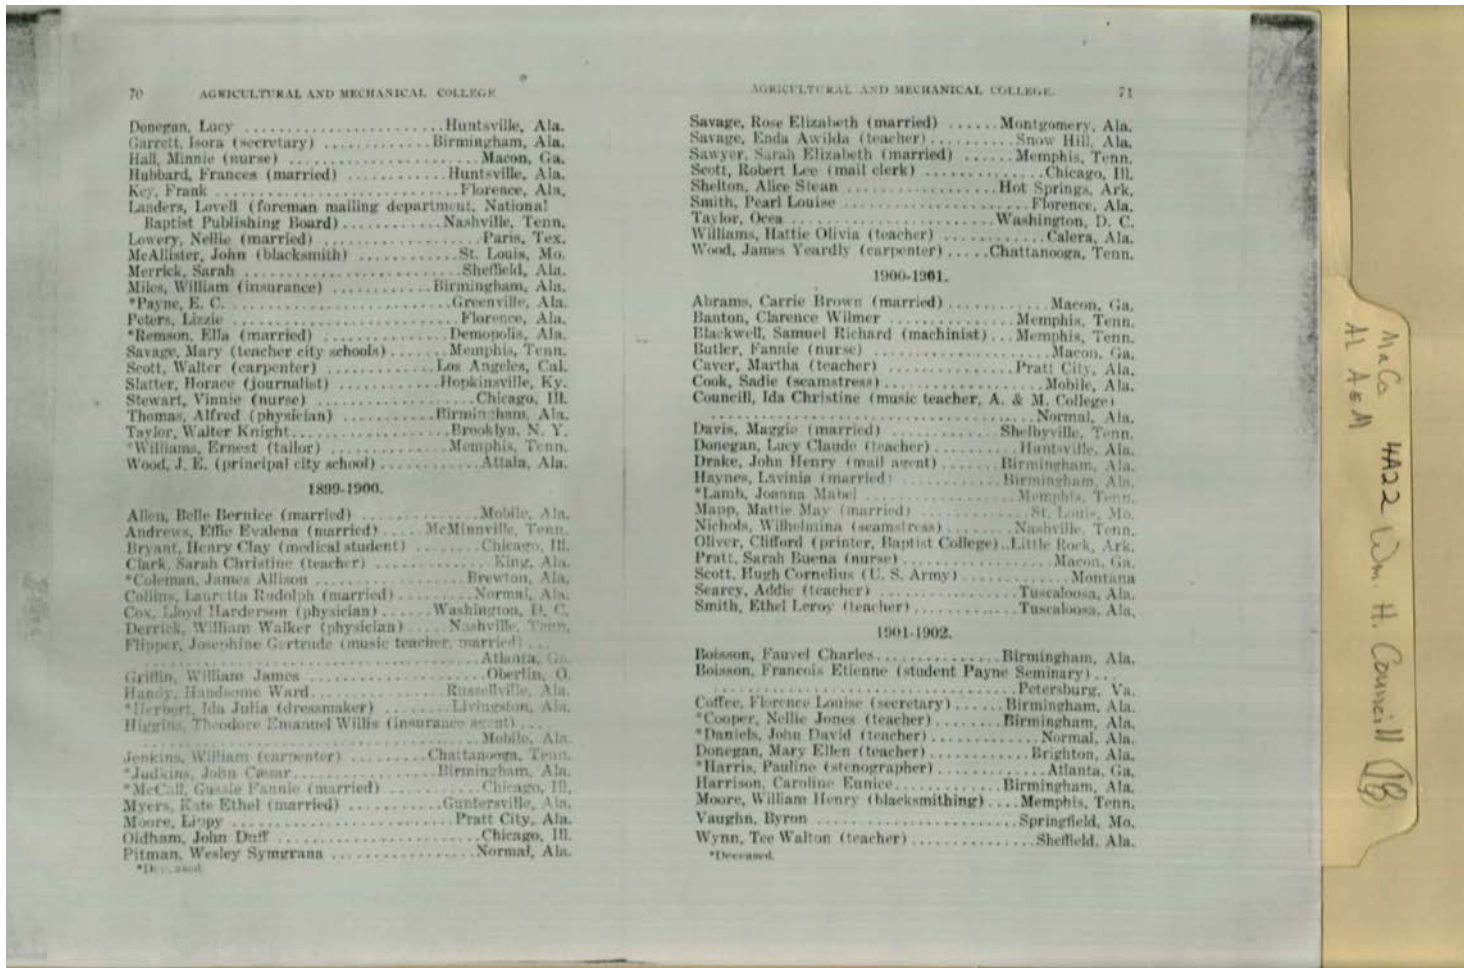 70 AGRICULTURAL AND MECHANICAL COLLEGE
Donegan, Lucy ........................Huntsville, Ala.
Garrett, Isora (secretary) ..............Birmingham, Ala.
Hall, Minnie (nurse) .......................Macon, Ga.
Hubbard, Frances (married) .............Huntsville, Ala.
Key, Frank .............................Florence, Ala.
Landers, Lovell (foreman mailing department, National
Baptist Publishing Board) ............Nashville, Tenn.
Lowery, Nellie (married) ....................Paris, Tex.
McAllister, John (blacksmith) ............St. Louis, Mo.
Merrick, Sarah ..........................Sheffield, Ala.
Miles, William (insurance) .............Birmingham, Ala.
*Payne, E. C. ..........................Greenville, Ala.
Peters, Lizzie ...........................Florence, Ala.
*Remson, Ella (married) ................Demopolis, Ala.
Savage, Mary (teacher city schools) .......Memphis, Tenn.
Scott, Walter (carpenter) .............Los Angeles, Cal.
Slatter, Horace (journalist) ............Hopkinsville, Ky.
Stewart, Vinnie (nurse) ....................Chicago, Ill.
Thomas, Alfred (physician) ............Birmingham, Ala.
Taylor, Walter Knight...................Brooklyn, N. Y.
*Williams, Ernest (tailor) ...............Memphis, Tenn.
Wood, J. E. (principal city school) ............Attala, Ala.
1899-1900.
Allen, Belle Bernice (married) ..............Mobile, Ala.
Andrews, Effie Evalena (married) .....McMinnville, Tenn.
Bryant, Henry Clay (medical student) ........Chicago, Ill.
Clark, Sarah Christine (teacher) ..............King, Ala.
*Coleman, James Allison ..................Brewton, Ala.
Collins, Lauretta Rudolph (married) .........Normal, Ala.
Cox, Lloyd Harderson (physician) ......Washington, D. C.
Derrick, William Walker (physician) .....Nashville, Tenn.
Flipper, Josephine Gertrude (music teacher, married) ...
........................................Atlanta, Ga.
Griffin, William James .....................Oberlin, O.
Handy, Handsome Ward................Russellville, Ala.
*Herbert, Ida Julia (dressmaker) .........Livingston, Ala.
Higgins, Theodore Emannel Willis (insurance agent) ....
........................................Mobile, Ala.
Jenkins, William (carpenter) .........Chattanooga, Tenn.
*Judkins, John Cæsar..................Birmingham, Ala.
*McCall, Gussie Fannie (married) ............Chicago, Ill.
Myers, Kate Ethel (married) ..........Guntersville, Ala.
Moore, Lippy ...........................Pratt City, Ala.
Oldham, John Duff .........................Chicago, Ill.
Pitman, Wesley Symgrana .................Normal, Ala.
*Deceased.
AGRICULTURAL AND MECHANICAL COLLEGE. 71
Savage, Rose Elizabeth (married) ......Montgomery, Ala.
Savage, Enda Awilda (teacher)..........Snow Hill, Ala.
Sawyer, Sarah Elizabeth (married) ......Memphis, Tenn.
Scott, Robert Lee (mail clerk) ..............Chicago, Ill.
Shelton, Alice Stean ..................Hot Springs, Ark.
Smith, Pearl Louise ......................Florence, Ala.
Taylor, Ocea ........................Washington, D. C.
Williams, Hattie Olivia (teacher) ............Calera, Ala.
Wood, James Yeardly (carpenter) .....Chattanooga, Tenn.
1900-1901.
Abrams, Carrie Brown (married) ............Macon, Ga.
Banton, Clarence Wilmer ...............Memphis, Tenn.
Blackwell, Samuel Richard (machinist) ...Memphis, Tenn.
Butler, Fannie (nurse) .....................Macon, Ga.
Caver, Martha (teacher) .................Pratt City, Ala.
Cook, Sadie (seamstress)....................Mobile, Ala.
Councill, Ida Christine (music teacher, A. & M. College)
........................................Normal, Ala.
Davis, Maggie (married) ..............Shelbyville, Tenn.
Donegan, Lucy Claude (teacher) .........Huntsville, Ala.
Drake, John Henry (mail agent) ........Birmingham, Ala.
Haynes, Lavinia (married) .............Birmingham, Ala.
*Lamb, Joanna Mabel ...................Memphis, Tenn.
Mapp, Mattie May (married) ..............St. Louis, Mo.
Nichols, Wilhelmina (seamstress) ........Nashville, Tenn.
Oliver, Clifford (printer, Baptist College)..Little Rock, Ark.
Pratt, Sarah Buena (nurse) ..................Macon, Ga.
Scott, Hugh Cornelius (U. S. Army) ............Montana
Searcy, Addie (teacher) .................Tuscaloosa, Ala.
Smith, Ethel Leroy (teacher) .............Tuscaloosa, Ala.
1901-1902.
Boisson, Fauvel Charles..............Birmingham, Ala.
Boisson, Francois Etienne (student Payne Seminary) ...
.....................................Petersburg, Va.
Coffee, Florence Louise (secretary) ......Birmingham, Ala.
*Cooper, Nellie Jones (teacher) .........Birmingham, Ala.
*Daniels, John David (teacher) ..............Normal, Ala.
Donegan, Mary Ellen (teacher) ............Brighton, Ala.
*Harris, Pauline (stenographer) .............Atlanta, Ga.
Harrison, Caroline Eunice.............Birmingham, Ala.
Moore, William Henry (blacksmithing) ....Memphis, Tenn.
Vaughn, Byron .......................Springfield, Mo.
Wynn, Tee Walton (teacher) ..............Sheffield, Ala.
*Deceased.
MaCo 4A22 Wm. H. Councill JB
AL A&M